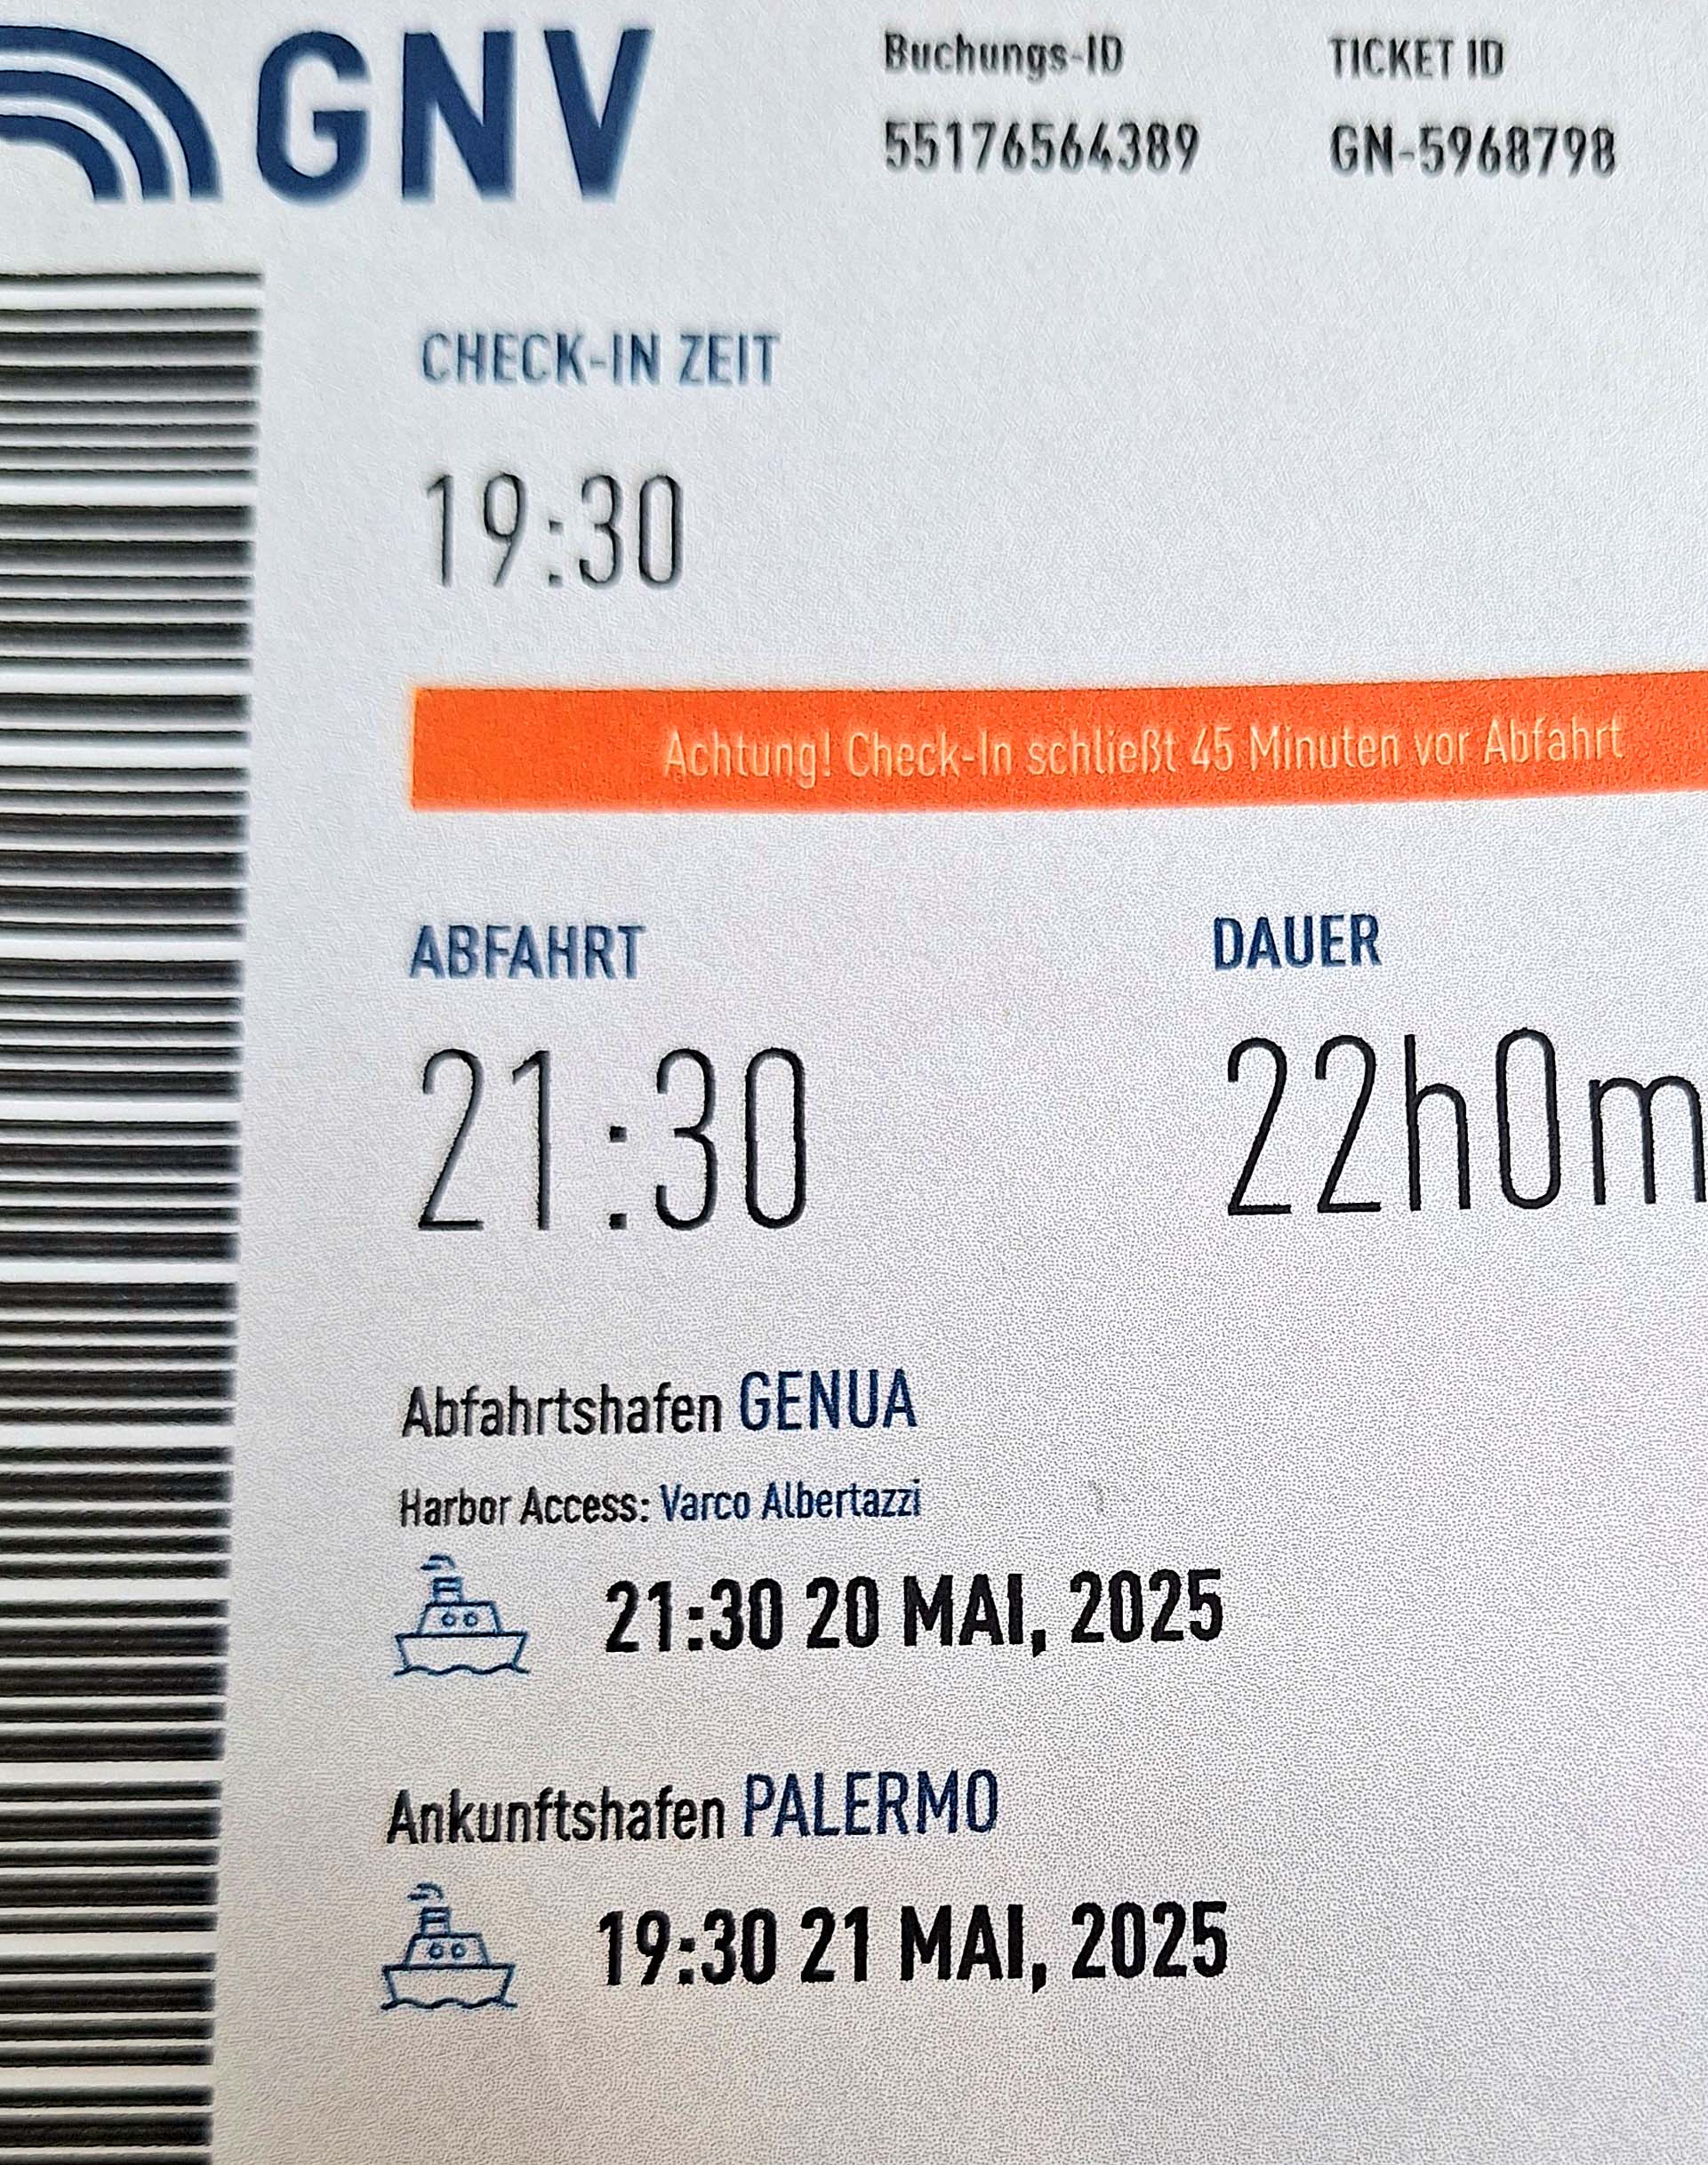 GNV
Buchungs-ID
55176564389
TICKET ID
GN-5968798
CHECK-IN ZEIT
19:30
Achtung! Check-In schließt 45 Minuten vor Abfahrt
ABFAHRT
21:30
DAUER
22h0m
Abfahrtshafen GENUA
Harbor Access: Varco Albertazzi
21:30 20 MAI, 2025
Ankunftshafen PALERMO
19:30 21 MAI, 2025